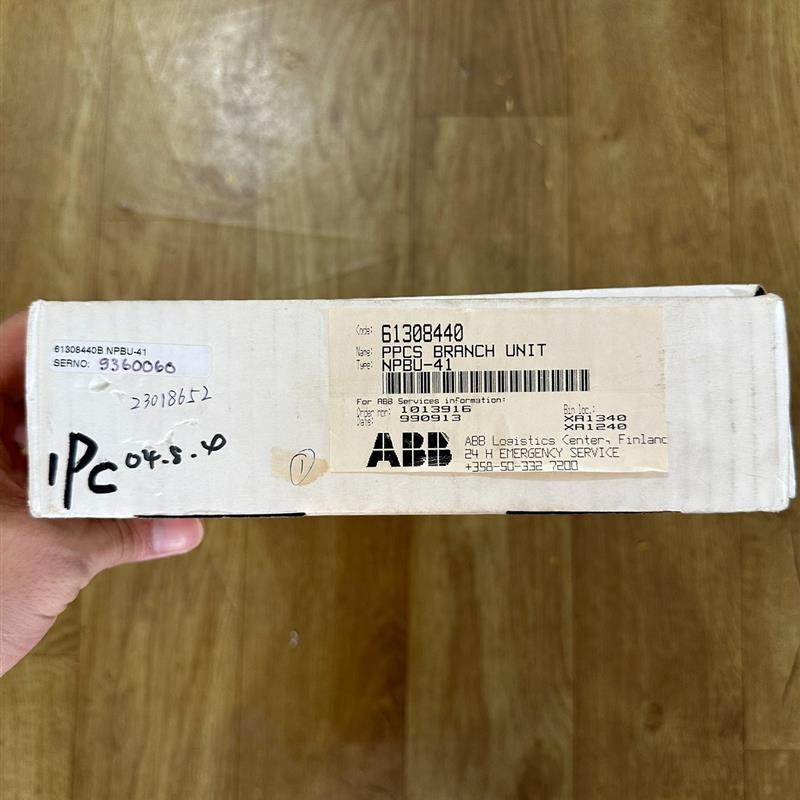 61308440B NPBU-41
SERNO: 9360060
23018652
1Pc 04.8.4
1
Code: 61308440
Name: PPCS BRANCH UNIT
Type: NPBU-41
For ABB Services information:
Order nbr: 1013916
Date: 990913
Bin loc.:
XA1340
XA1240
ABB
ABB Logistics Center, Finland
24 H EMERGENCY SERVICE
+358-50-332 7200